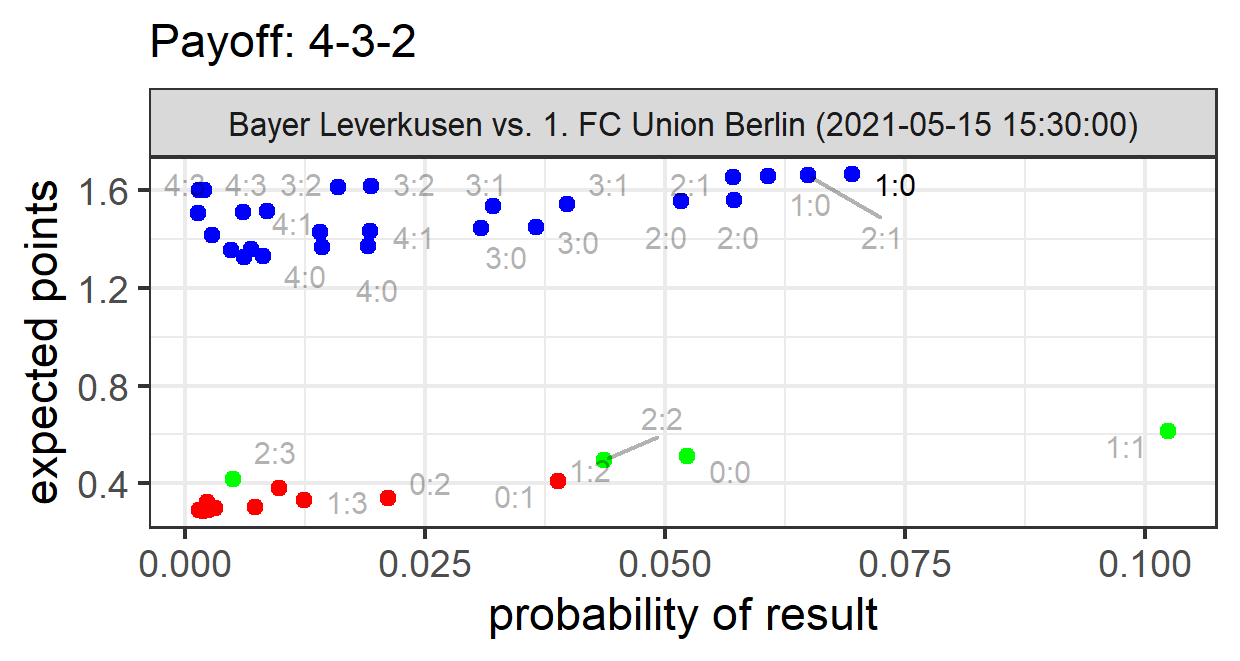 Payoff: 4-3-2
Bayer Leverkusen vs. 1. FC Union Berlin (2021-05-15 15:30:00)
expected points
1.6
1.2
0.8
0.4
4:3 3:2 3:2 3:1 3:1 2:1 1:0
1:0
4:1 4:1 3:0 3:0 2:0 2:0 2:1
4:0 4:0
2:2
2:3 1:1
0:2 0:1 1:2 0:0
1:3
0.000 0.025 0.050 0.075 0.100
probability of result